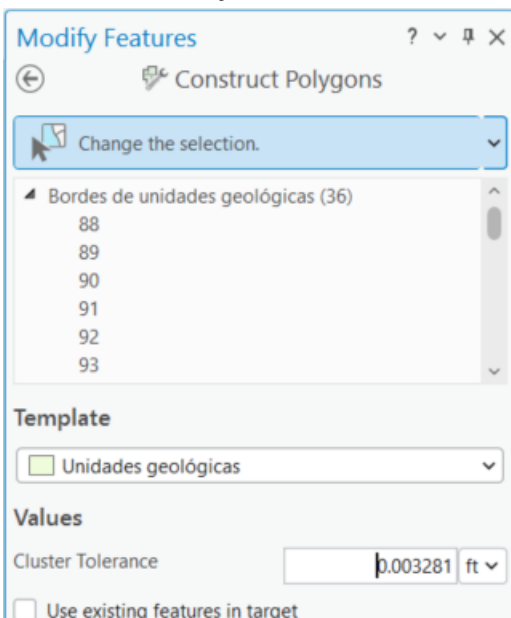 Modify Features ?
Construct Polygons
Change the selection.
Bordes de unidades geológicas (36)
88
89
90
91
92
93
Template
Unidades geológicas
Values
Cluster Tolerance 0.003281 ft
Use existing features in target